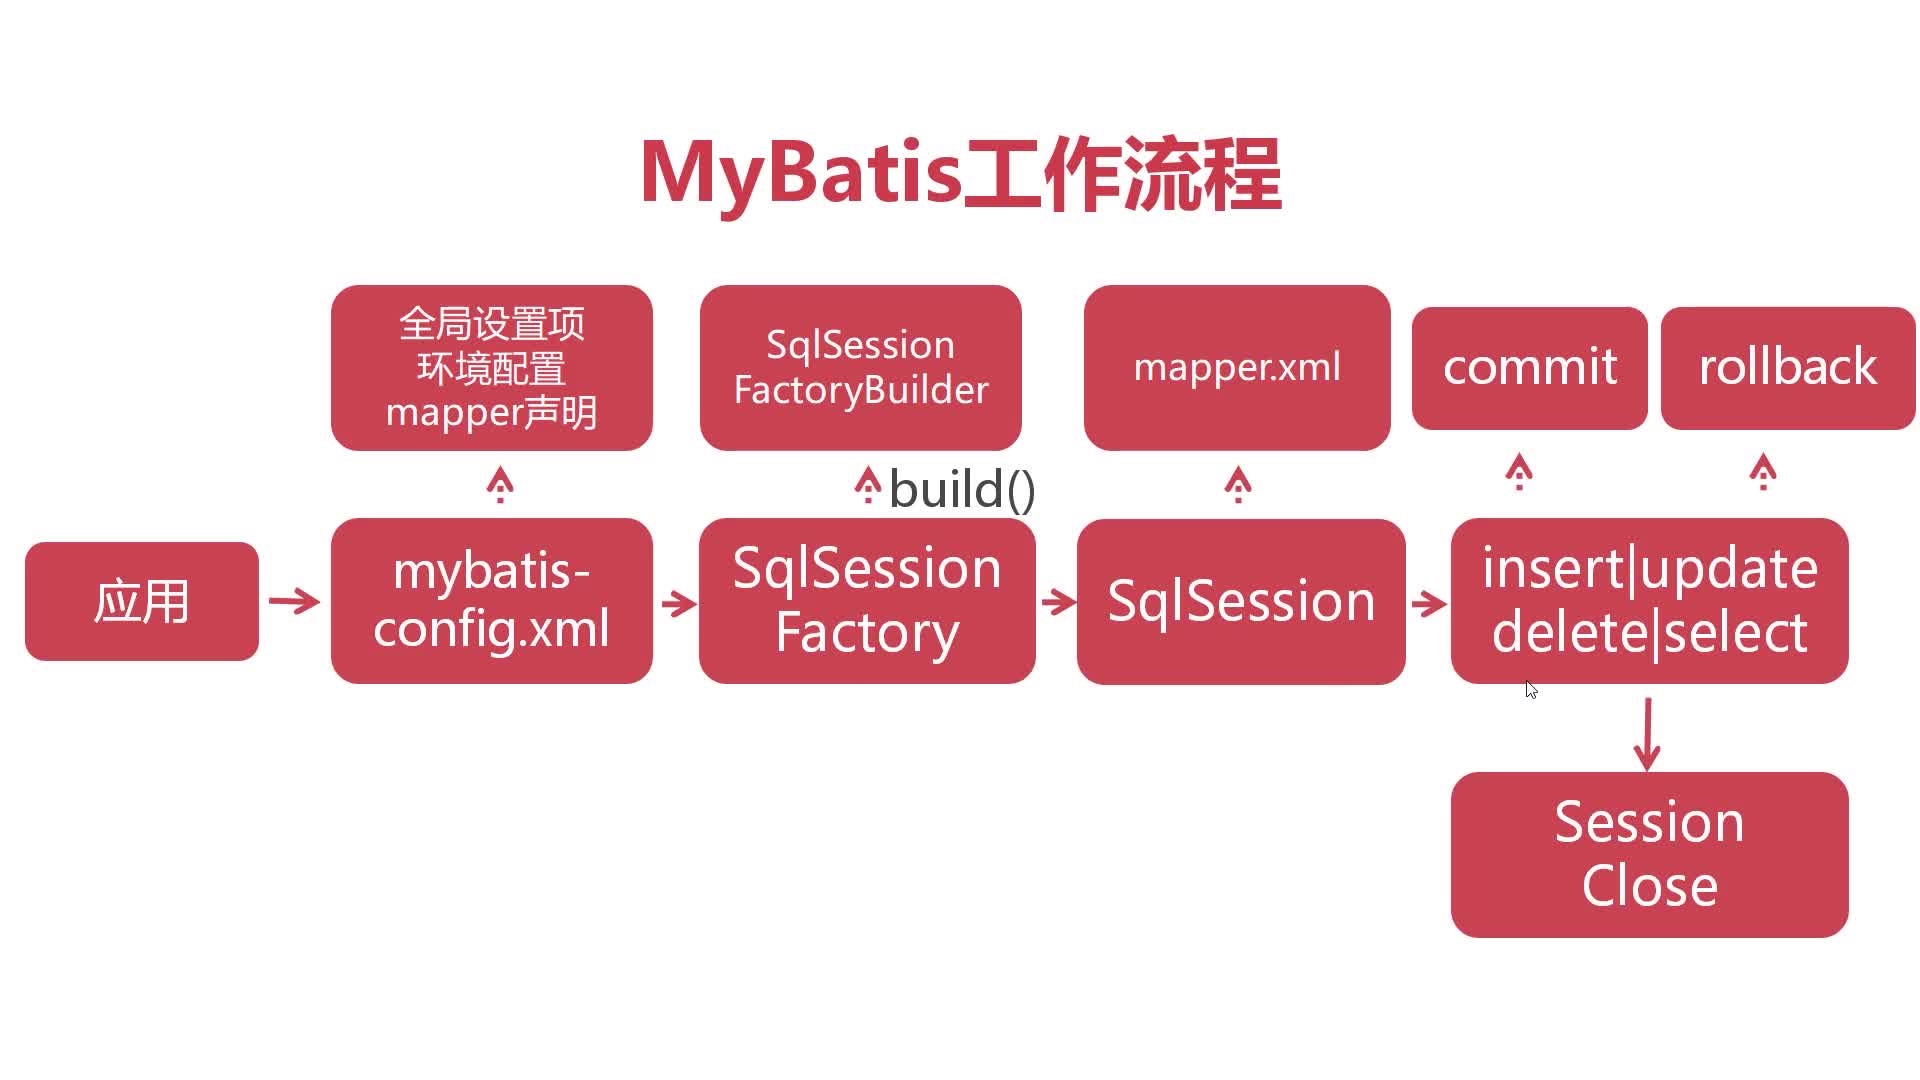 MyBatis工作流程
全局设置项
环境配置
mapper声明
SqlSession
FactoryBuilder
mapper.xml
commit
rollback
build()
应用
mybatis-
config.xml
SqlSession
Factory
SqlSession
insert|update
delete|select
Session
Close